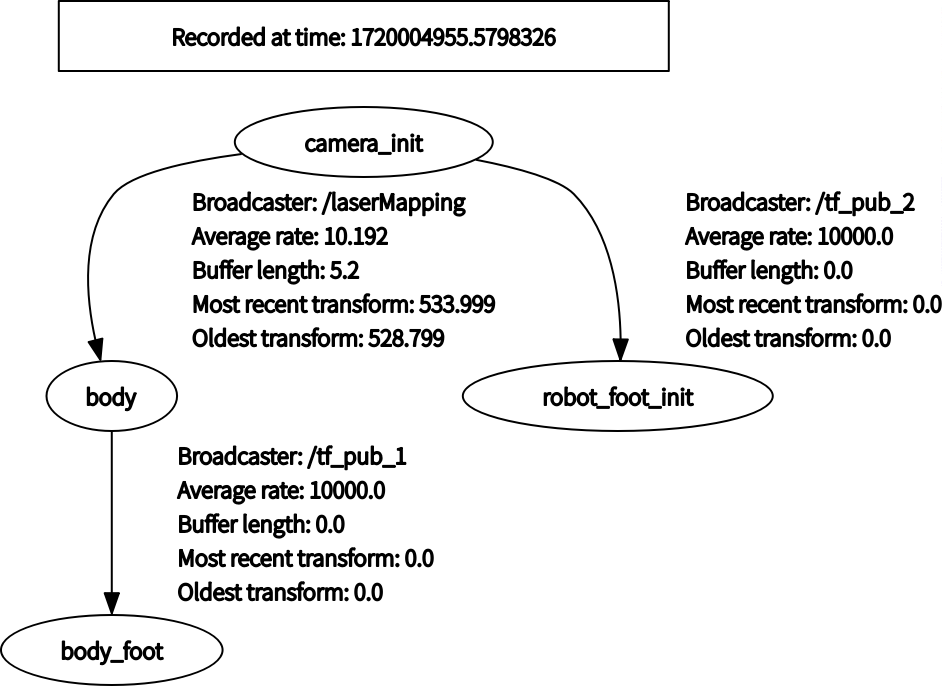 Recorded at time: 1720004955.5798326
camera_init
Broadcaster: /laserMapping
Average rate: 10.192
Buffer length: 5.2
Most recent transform: 533.999
Oldest transform: 528.799
Broadcaster: /tf_pub_2
Average rate: 10000.0
Buffer length: 0.0
Most recent transform: 0.0
Oldest transform: 0.0
body
robot_foot_init
Broadcaster: /tf_pub_1
Average rate: 10000.0
Buffer length: 0.0
Most recent transform: 0.0
Oldest transform: 0.0
body_foot